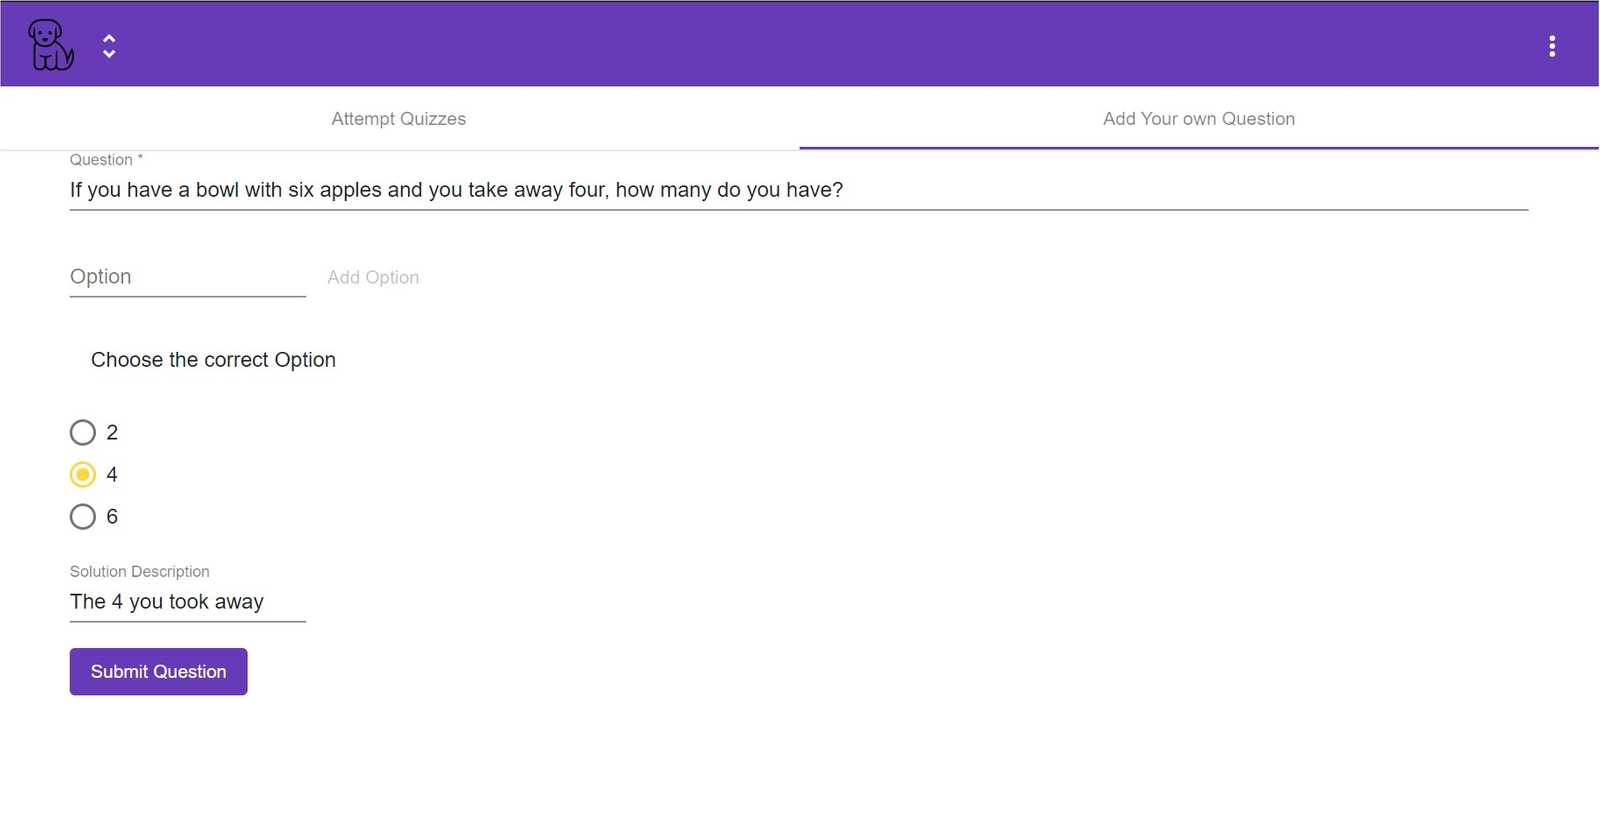 Attempt Quizzes
Add Your own Question
Question *
If you have a bowl with six apples and you take away four, how many do you have?
Option
Add Option
Choose the correct Option
2
4
6
Solution Description
The 4 you took away
Submit Question